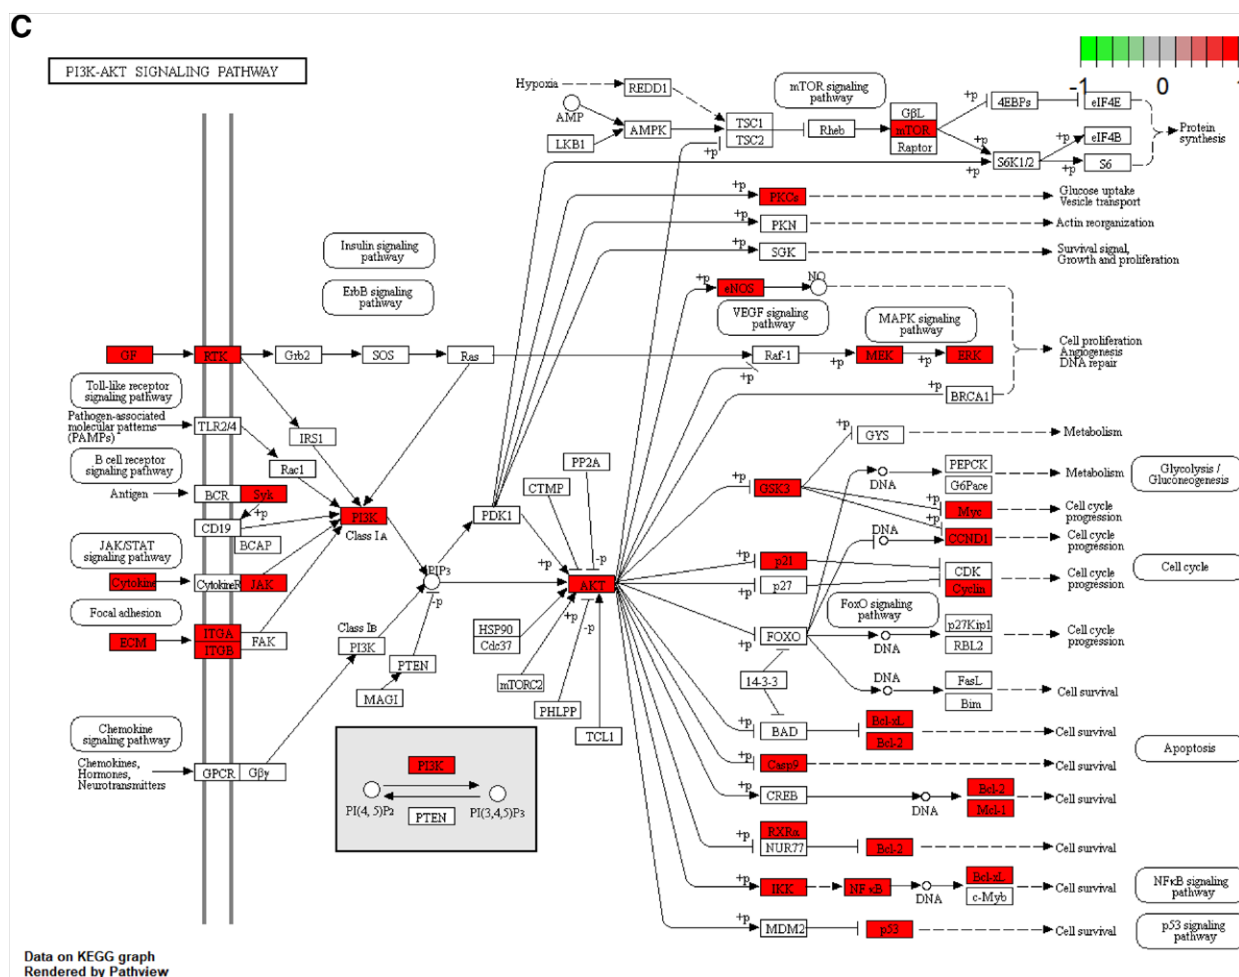 C
PI3K-AKT SIGNALING PATHWAY
-1 0
Hypoxia
REDD1
mTOR signaling
pathway
AMP
LKB1
AMPK
TSC1
TSC2
+p
Rheb
GβL
mTOR
Raptor
+p
4EBPs
eIF4E
+p
+p
S6K1/2
+p
eIF4B
+p
S6
Protein
synthesis
+p
PKCs
Glucose uptake
Vesicle transport
+p
PKN
Actin reorganization
+p
SGK
Survival signal,
Growth and proliferation
Insulin signaling
pathway
ErbB signaling
pathway
+p
eNOS
NO
VEGF signaling
pathway
MAPK signaling
pathway
GF
RTK
Grb2
SOS
Ras
Raf-1
+p
+p
MEK
+p
ERK
Cell proliferation
Angiogenesis
DNA repair
+p
BRCA1
Toll-like receptor
signaling pathway
Pathogen-associated
molecular patterns
(PAMPs)
TLR2/4
IRS1
Rac1
B cell receptor
signaling pathway
Antigen
BCR
Syk
+p
CD19
BCAP
PI3K
Class IA
JAK/STAT
signaling pathway
Cytokine
CytokineR
JAK
Focal adhesion
ECM
ITGA
ITGB
FAK
PIP3
-p
PTEN
MAGI
Class IB
PI3K
Chemokine
signaling pathway
Chemokines,
Hormones,
Neurotransmitters
GPCR
Gβγ
PDK1
CTMP
PP2A
+p
-p
AKT
+p
-p
HSP90
Cdc37
mTORC2
PHLPP
TCL1
PI3K
PI(4, 5)P2
PI(3,4,5)P3
PTEN
+p
GYS
Metabolism
+p
GSK3
DNA
PEPCK
G6Pace
Metabolism
Glycolysis /
Gluconeogenesis
+p
Myc
Cell cycle
progression
+p
DNA
CCND1
Cell cycle
progression
+p
p21
+p
p27
CDK
Cyclin
Cell cycle
progression
Cell cycle
FoxO signaling
pathway
+p
FOXO
DNA
p27Kip1
RBL2
Cell cycle
progression
14-3-3
DNA
FasL
Bim
Cell survival
+p
BAD
Bcl-xL
Bcl-2
Cell survival
Apoptosis
+p
Casp9
Cell survival
+p
CREB
DNA
Bcl-2
Mcl-1
Cell survival
+p
RXRα
NUR77
Bcl-2
Cell survival
+p
IKK
NFκB
DNA
Bcl-xL
c-Myb
Cell survival
NFκB signaling
pathway
+p
MDM2
p53
Cell survival
p53 signaling
pathway
Data on KEGG graph
Rendered by Pathview